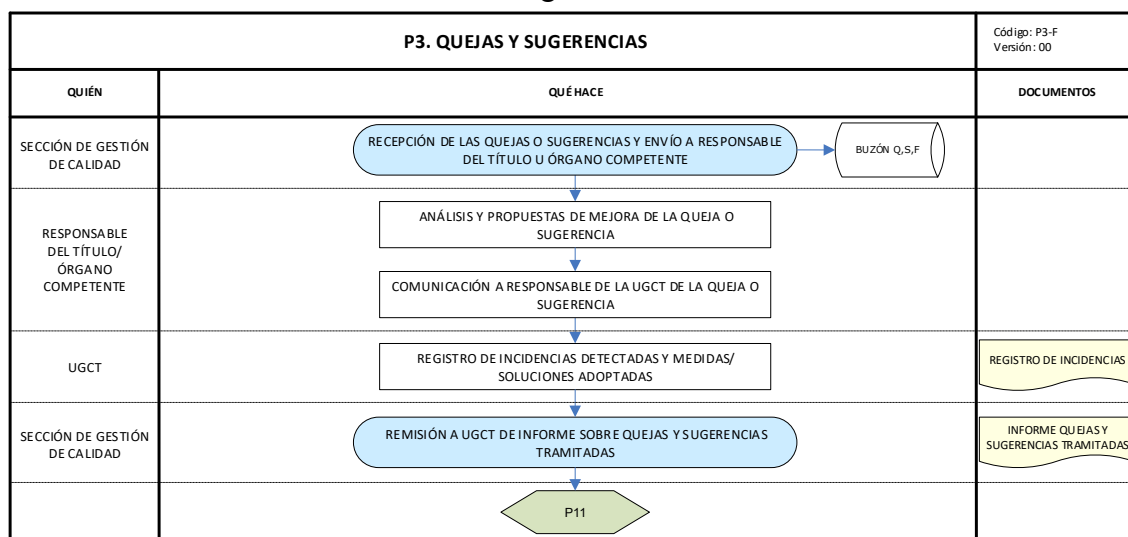 P3. QUEJAS Y SUGERENCIAS
Código: P3-F
Versión: 00
QUIÉN
QUÉ HACE
DOCUMENTOS
SECCIÓN DE GESTIÓN
DE CALIDAD
RECEPCIÓN DE LAS QUEJAS O SUGERENCIAS Y ENVÍO A RESPONSABLE
DEL TÍTULO U ÓRGANO COMPETENTE
BUZÓN Q,S,F
RESPONSABLE
DEL TÍTULO/
ÓRGANO
COMPETENTE
ANÁLISIS Y PROPUESTAS DE MEJORA DE LA QUEJA O
SUGERENCIA
COMUNICACIÓN A RESPONSABLE DE LA UGCT DE LA QUEJA O
SUGERENCIA
UGCT
REGISTRO DE INCIDENCIAS DETECTADAS Y MEDIDAS/
SOLUCIONES ADOPTADAS
REGISTRO DE INCIDENCIAS
SECCIÓN DE GESTIÓN
DE CALIDAD
REMISIÓN A UGCT DE INFORME SOBRE QUEJAS Y SUGERENCIAS
TRAMITADAS
INFORME QUEJAS Y
SUGERENCIAS TRAMITADAS
P11